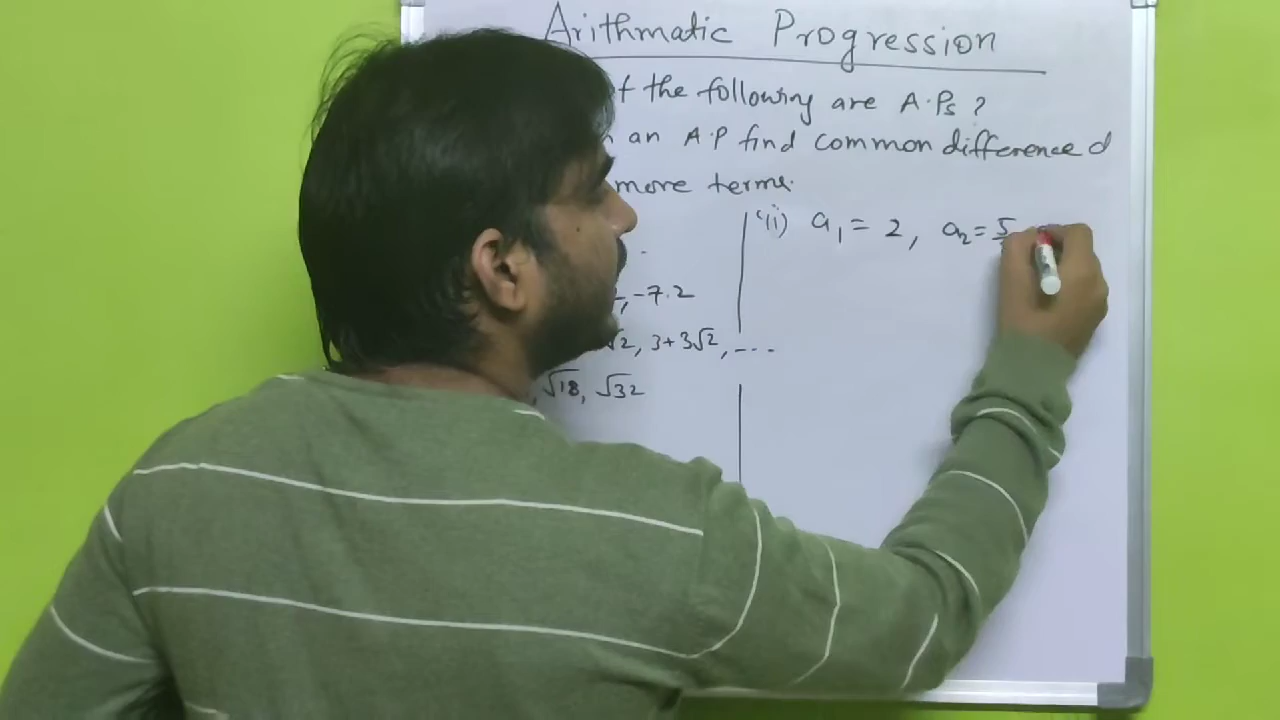 Arithmatic Progression
of the following are A.Ps ?
an A.P find common difference d
more terms.
, -7.2
√2, 3+3√2, ...
, √18, √32
(ii) a₁ = 2, a₂ = 5